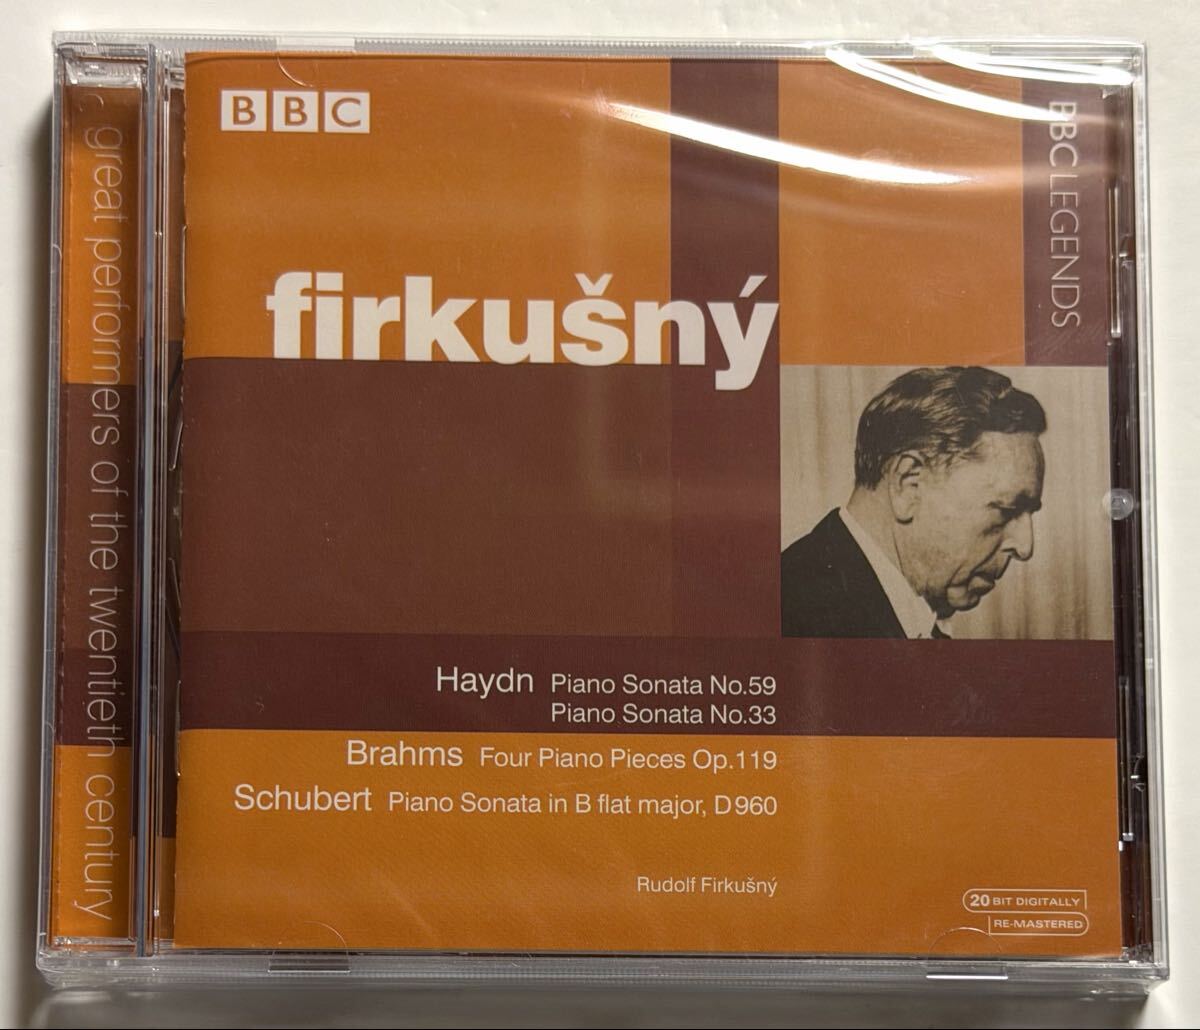 BBC
great performers of the twentieth century
BBC LEGENDS
firkušný
Haydn Piano Sonata No.59
Piano Sonata No.33
Brahms Four Piano Pieces Op.119
Schubert Piano Sonata in B flat major, D960
Rudolf Firkušný
20 BIT DIGITALLY
RE-MASTERED